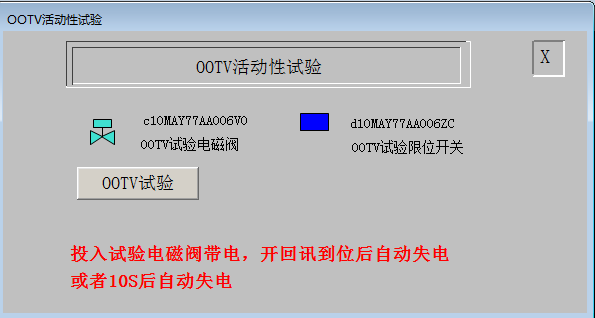 OOTV活动性试验
OOTV活动性试验
X
c10MAY77AA006VO
OOTV试验电磁阀
d10MAY77AA006ZC
OOTV试验限位开关
OOTV试验
投入试验电磁阀带电，开回讯到位后自动失电
或者10S后自动失电